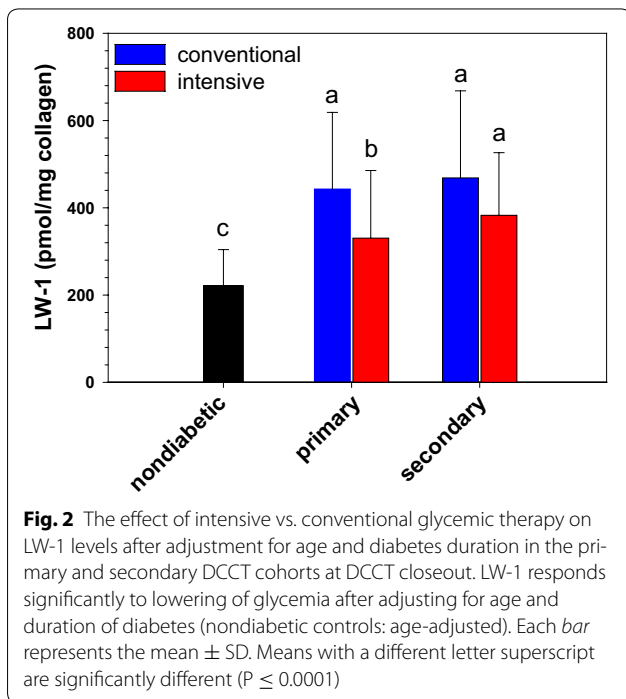 800
conventional
intensive
a
a
600
b
a
LW-1 (pmol/mg collagen)
400
c
200
0
nondiabetic
primary
secondary
Fig. 2 The effect of intensive vs. conventional glycemic therapy on
LW-1 levels after adjustment for age and diabetes duration in the pri-
mary and secondary DCCT cohorts at DCCT closeout. LW-1 responds
significantly to lowering of glycemia after adjusting for age and
duration of diabetes (nondiabetic controls: age-adjusted). Each bar
represents the mean ± SD. Means with a different letter superscript
are significantly different (P ≤ 0.0001)